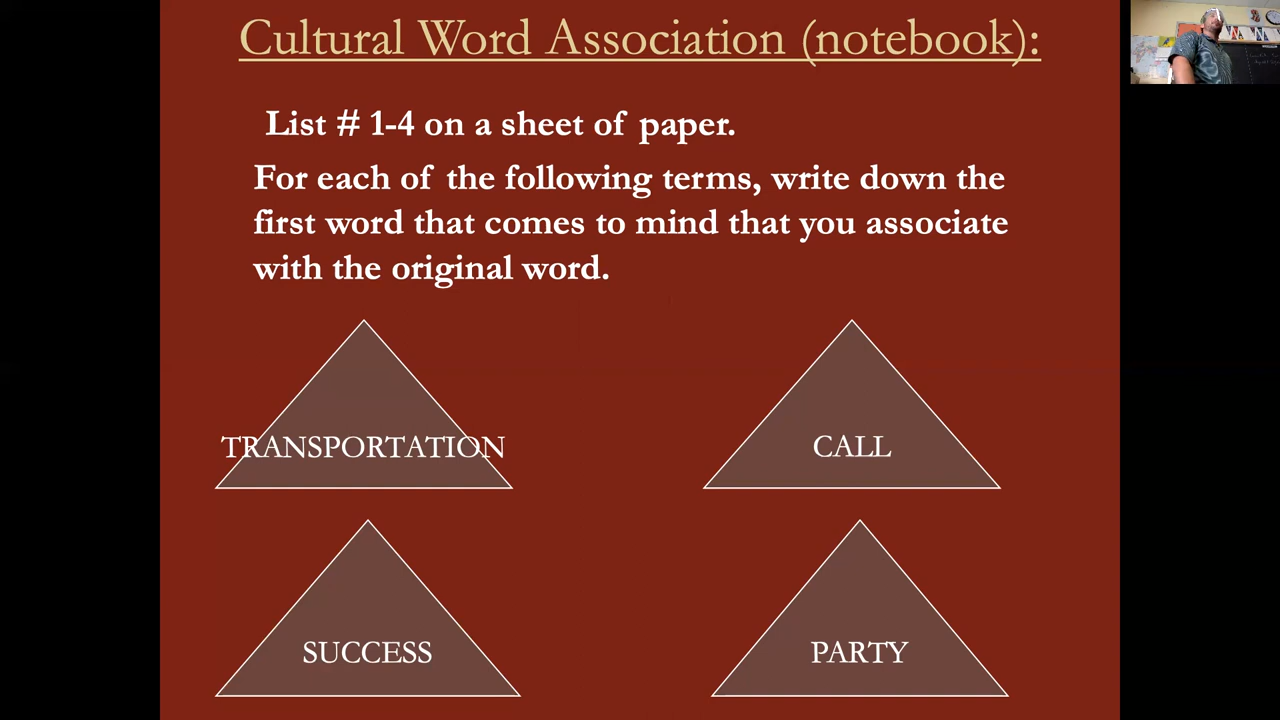 Cultural Word Association (notebook):
List # 1-4 on a sheet of paper.
For each of the following terms, write down the
first word that comes to mind that you associate
with the original word.
TRANSPORTATION
CALL
SUCCESS
PARTY